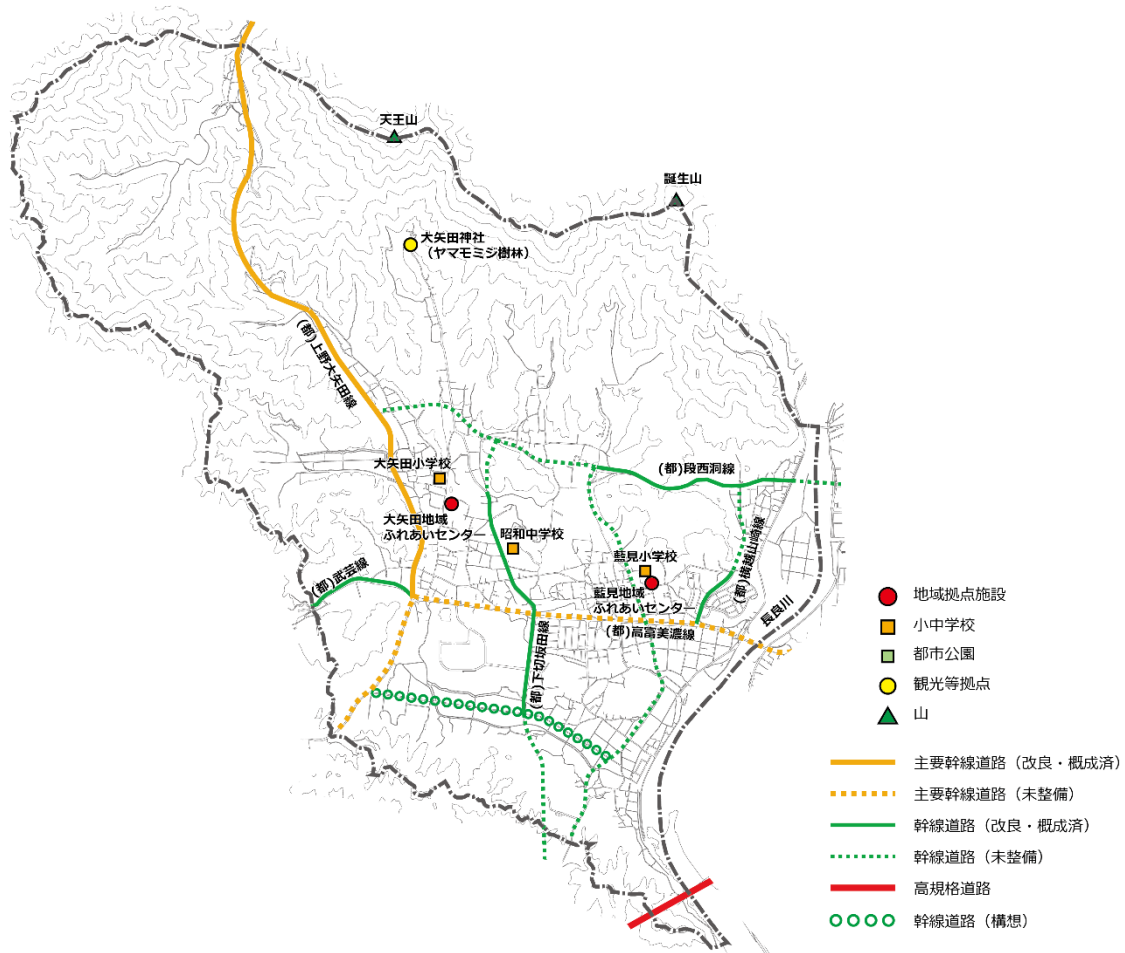 天王山
誕生山
大矢田神社
（ヤマモミジ樹林）
(都)上野大矢田線
大矢田小学校
(都)段西洞線
大矢田地域
ふれあいセンター
昭和中学校
藍見小学校
(都)横越山崎線
(都)武芸線
藍見地域
ふれあいセンター
長良川
(都)高富美濃線
(都)下切坂田線
地域拠点施設
小中学校
都市公園
観光等拠点
山
主要幹線道路（改良・概成済）
主要幹線道路（未整備）
幹線道路（改良・概成済）
幹線道路（未整備）
高規格道路
幹線道路（構想）